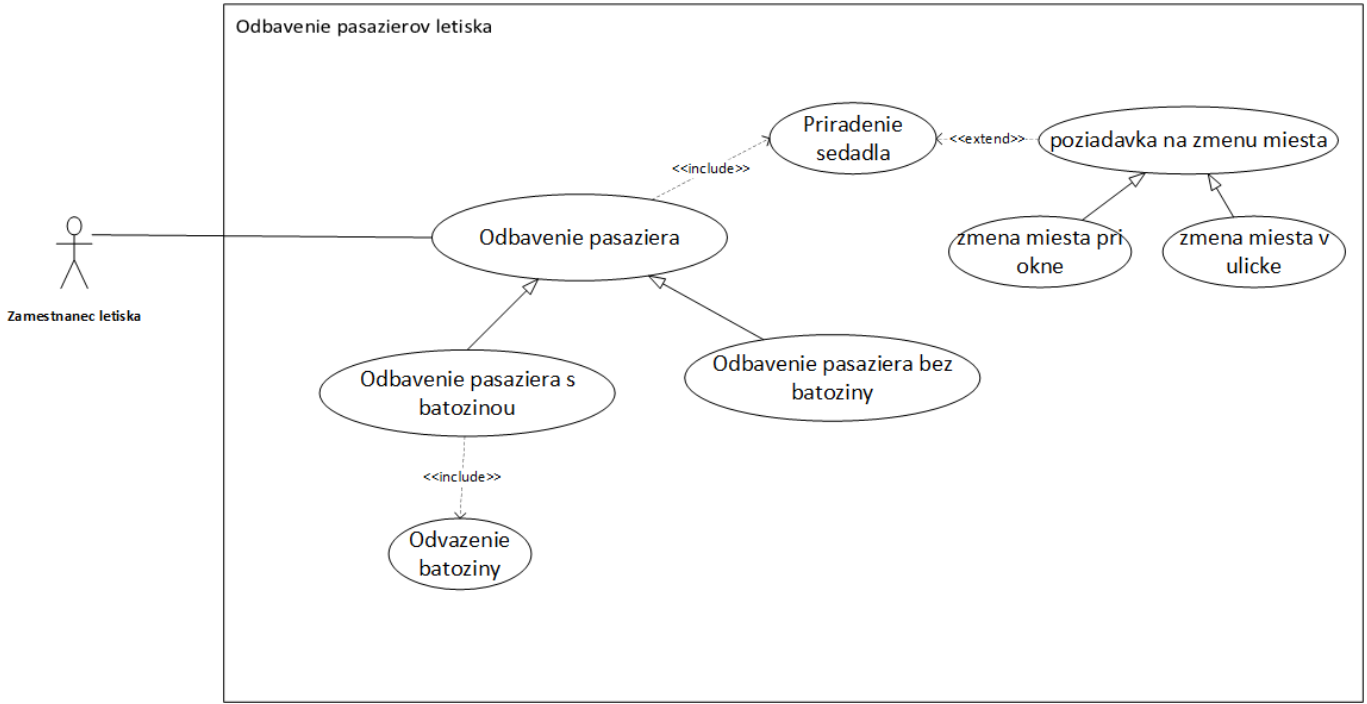 Odbavenie pasazierov letiska
Priradenie
sedadla
<<extend>>
poziadavka na zmenu miesta
<<include>>
Odbavenie pasaziera
zmena miesta pri
okne
zmena miesta v
ulicke
Zamestnanec letiska
Odbavenie pasaziera s
batozinou
Odbavenie pasaziera bez
batoziny
<<include>>
Odvazenie
batoziny